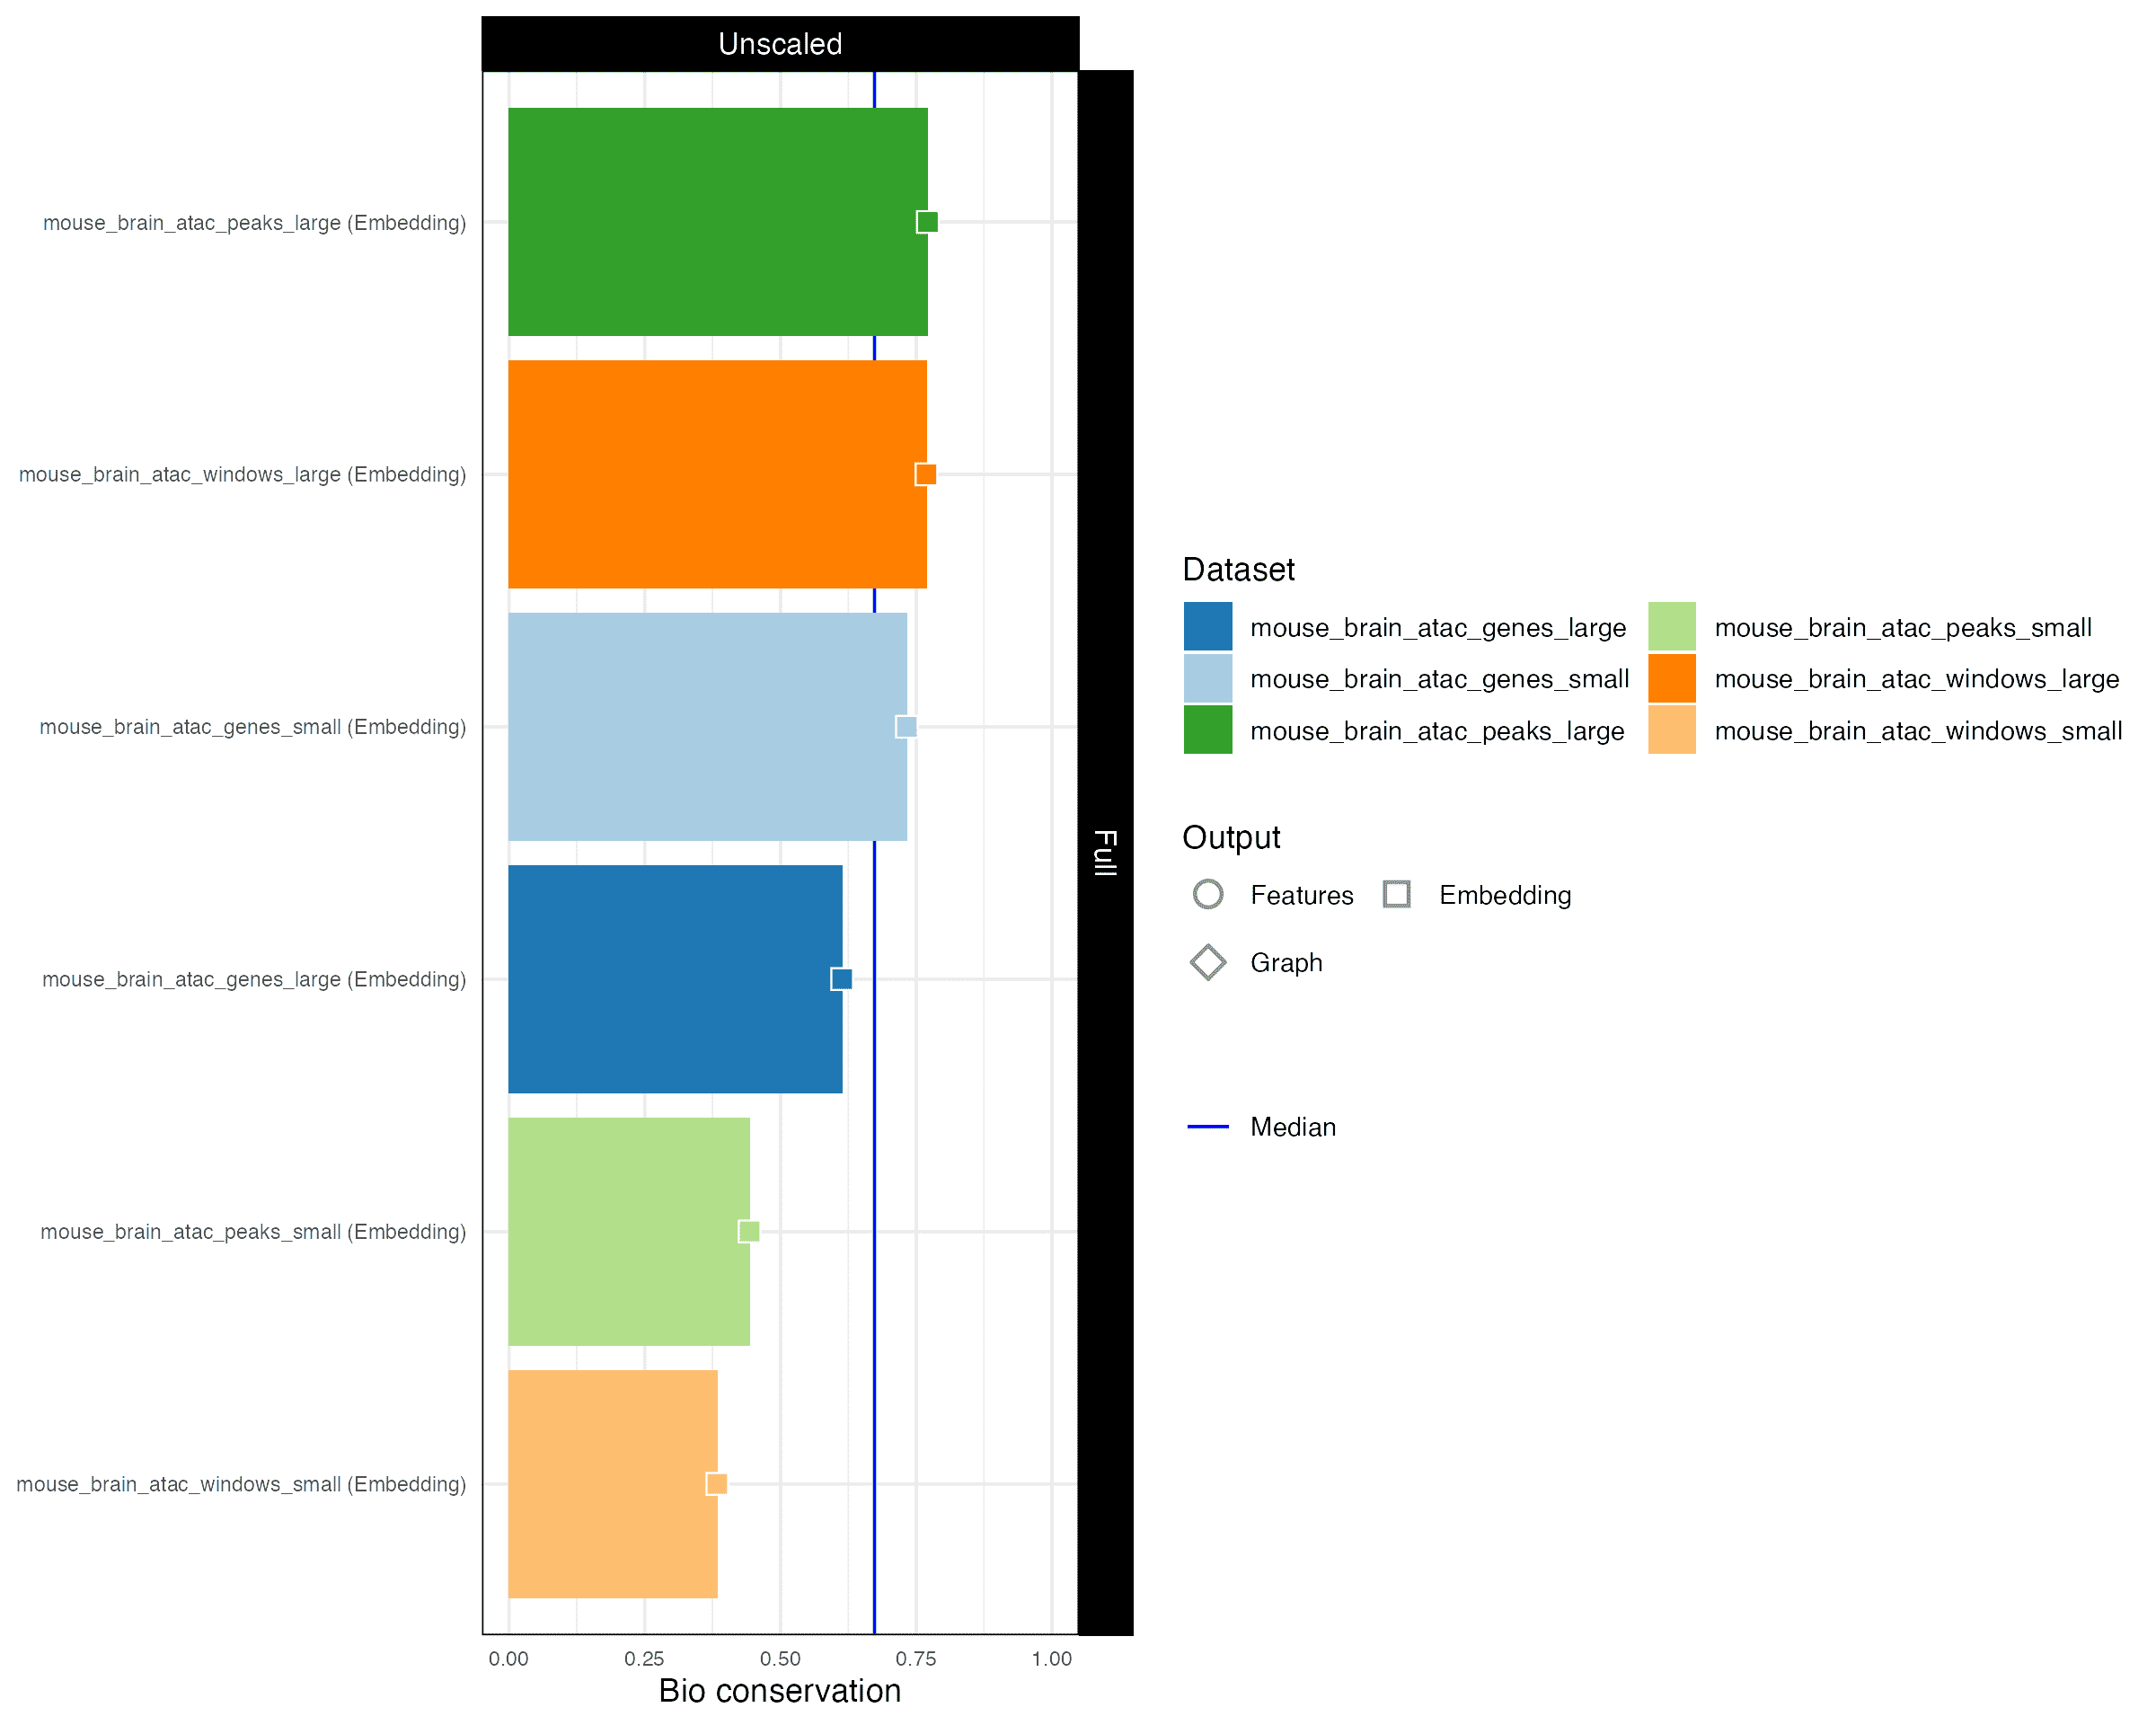 Unscaled
mouse_brain_atac_peaks_large (Embedding)
mouse_brain_atac_windows_large (Embedding)
mouse_brain_atac_genes_small (Embedding)
mouse_brain_atac_genes_large (Embedding)
mouse_brain_atac_peaks_small (Embedding)
mouse_brain_atac_windows_small (Embedding)
0.00 0.25 0.50 0.75 1.00
Bio conservation
Full
Dataset
mouse_brain_atac_genes_large mouse_brain_atac_peaks_small
mouse_brain_atac_genes_small mouse_brain_atac_windows_large
mouse_brain_atac_peaks_large mouse_brain_atac_windows_small
Output
Features Embedding
Graph
Median